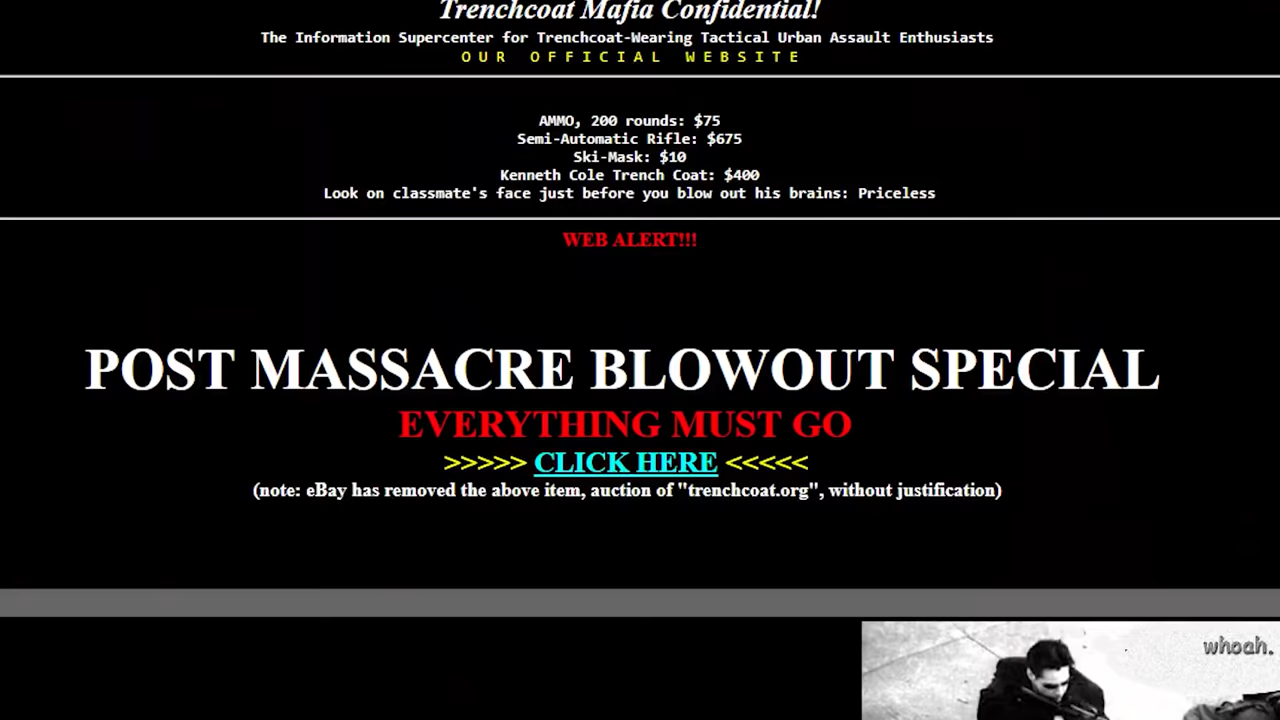 Trenchcoat Mafia Confidential!
The Information Supercenter for Trenchcoat-Wearing Tactical Urban Assault Enthusiasts
OUR OFFICIAL WEBSITE
AMMO, 200 rounds: $75
Semi-Automatic Rifle: $675
Ski-Mask: $10
Kenneth Cole Trench Coat: $400
Look on classmate's face just before you blow out his brains: Priceless
WEB ALERT!!!
POST MASSACRE BLOWOUT SPECIAL
EVERYTHING MUST GO
>>>>> CLICK HERE <<<<<
(note: eBay has removed the above item, auction of "trenchcoat.org", without justification)
whoah.